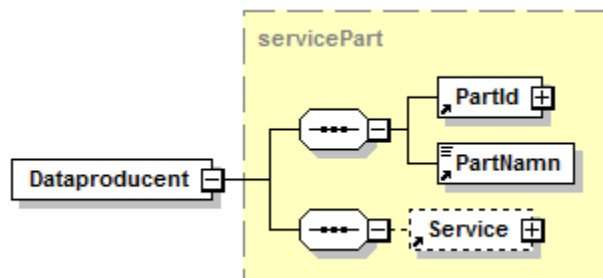 servicePart
PartId
PartNamn
Dataproducent
Service